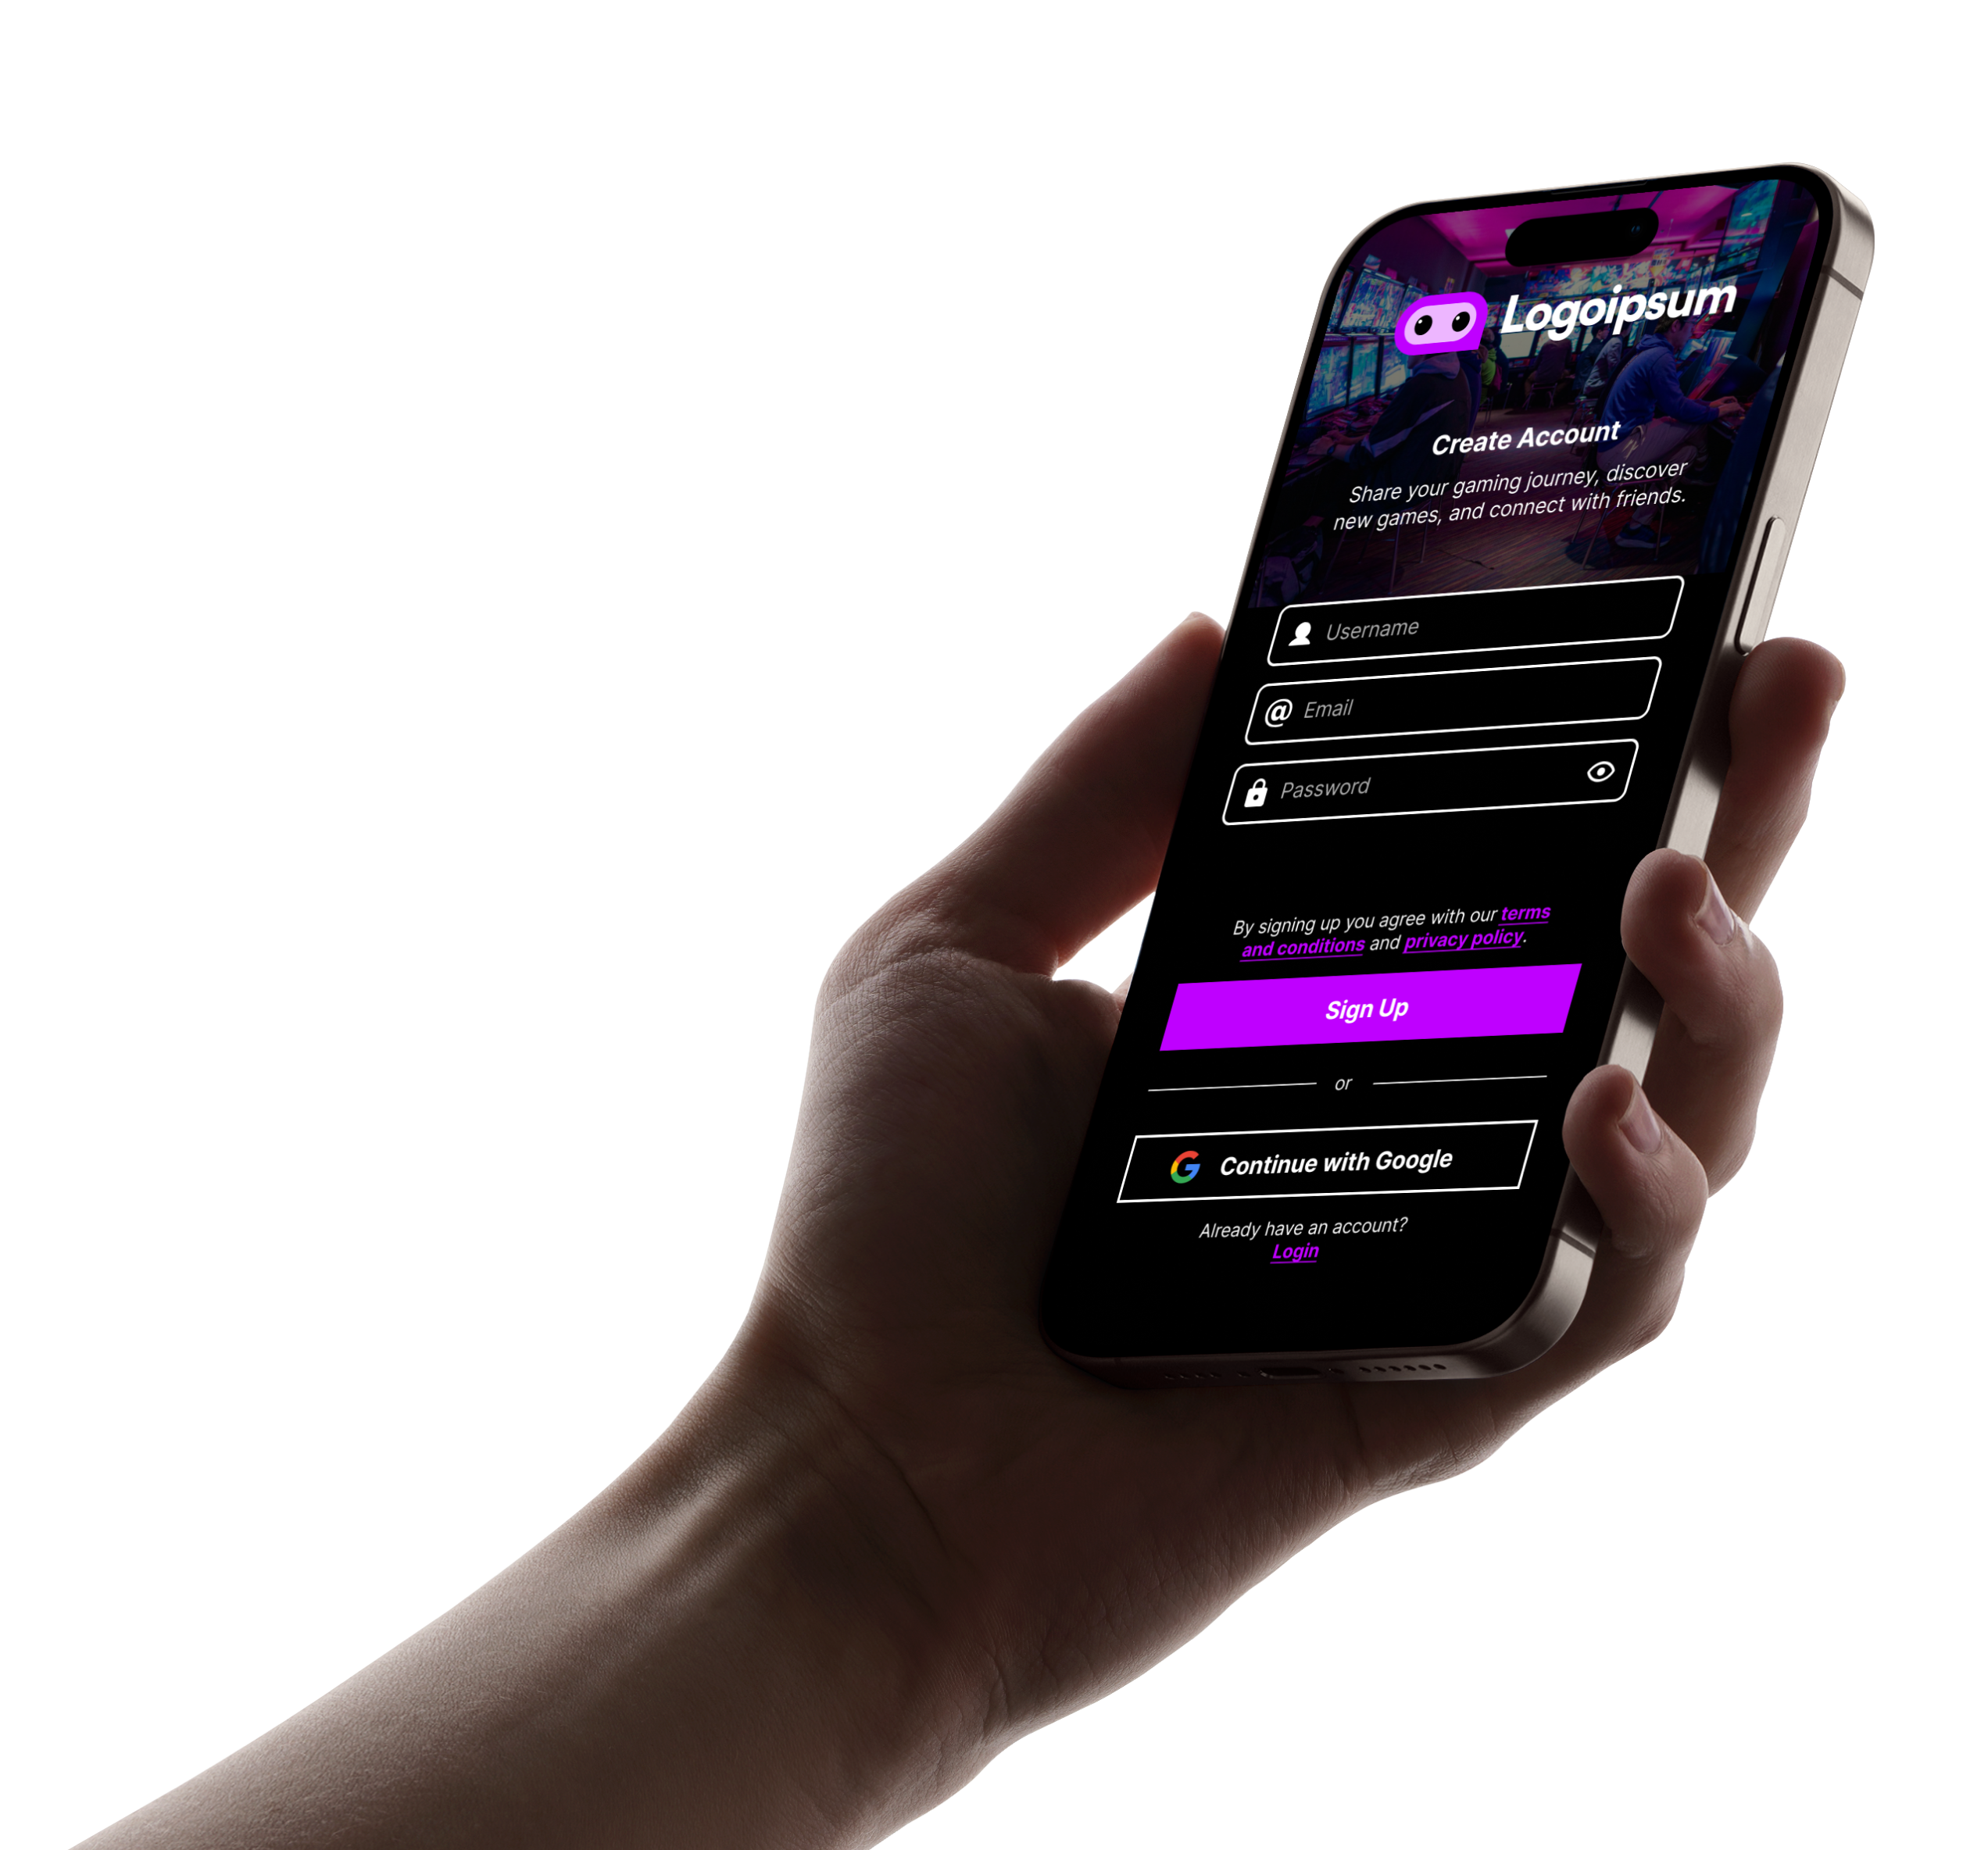 Logoipsum
Create Account
Share your gaming journey, discover
new games, and connect with friends.
Username
@ Email
Password
By signing up you agree with our terms
and conditions and privacy policy.
Sign Up
or
G Continue with Google
Already have an account?
Login